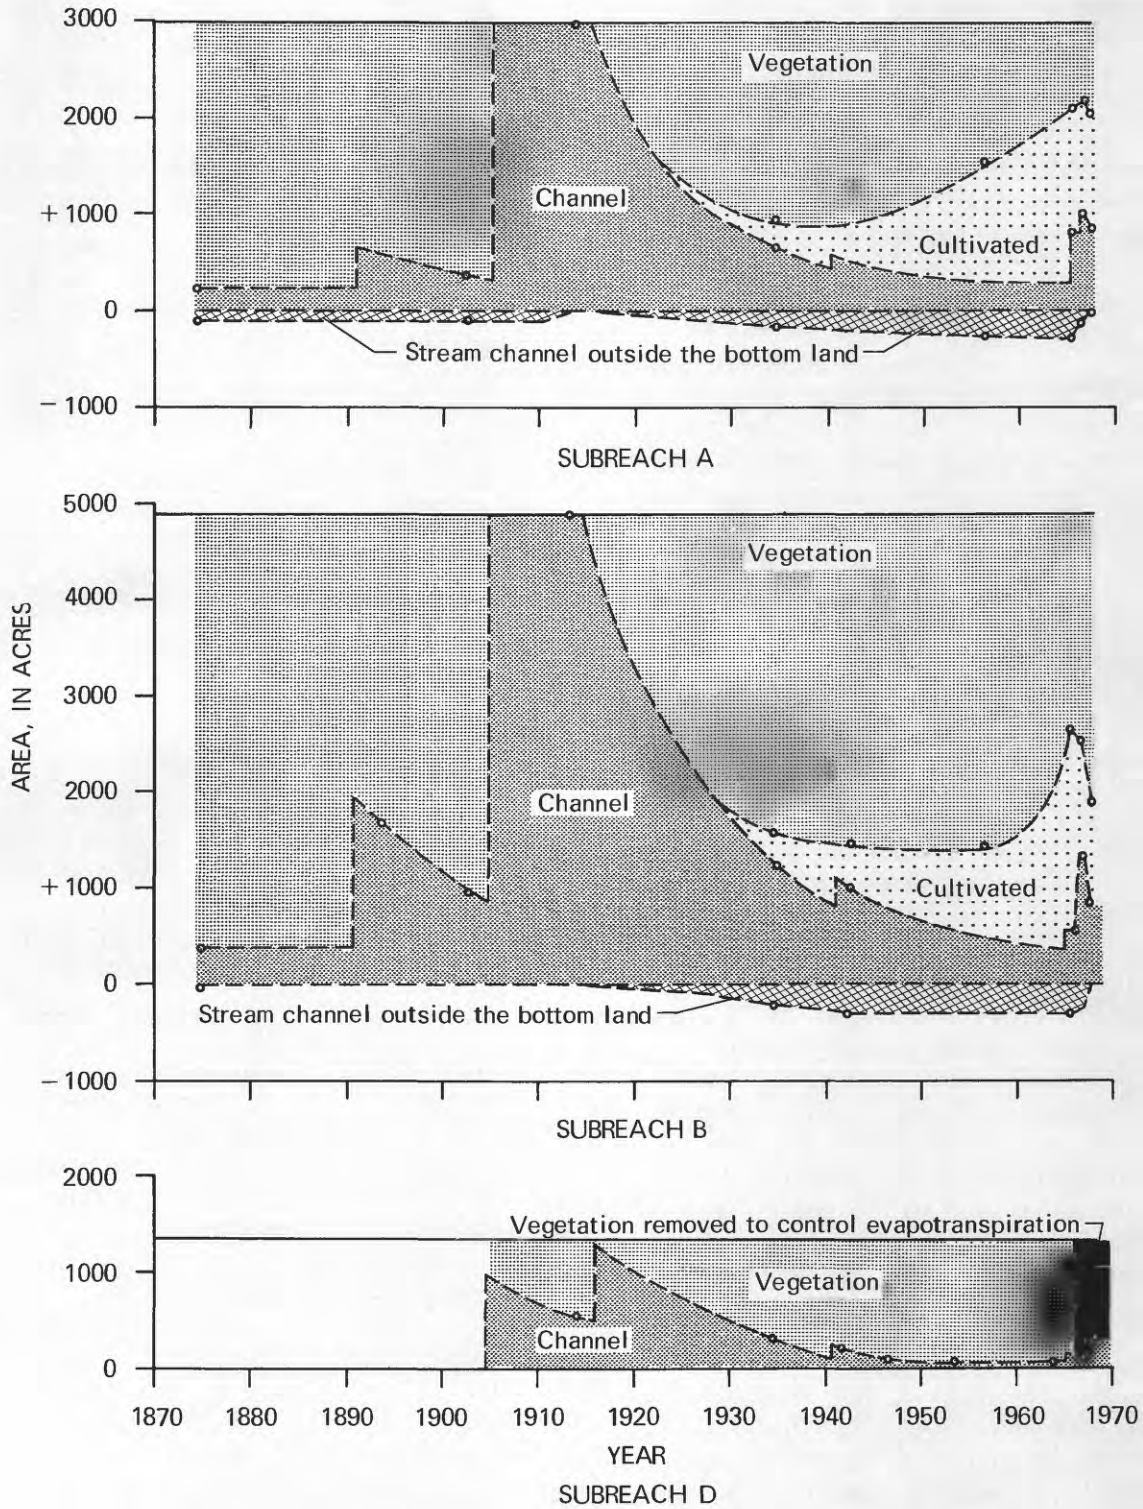 3000
Vegetation
2000
Channel
+ 1000
Cultivated
0
Stream channel outside the bottom land
− 1000
SUBREACH A
5000
Vegetation
4000
AREA, IN ACRES
3000
2000
Channel
+ 1000
Cultivated
0
Stream channel outside the bottom land
− 1000
SUBREACH B
2000
Vegetation removed to control evapotranspiration
1000
Vegetation
Channel
0
1870 1880 1890 1900 1910 1920 1930 1940 1950 1960 1970
YEAR
SUBREACH D